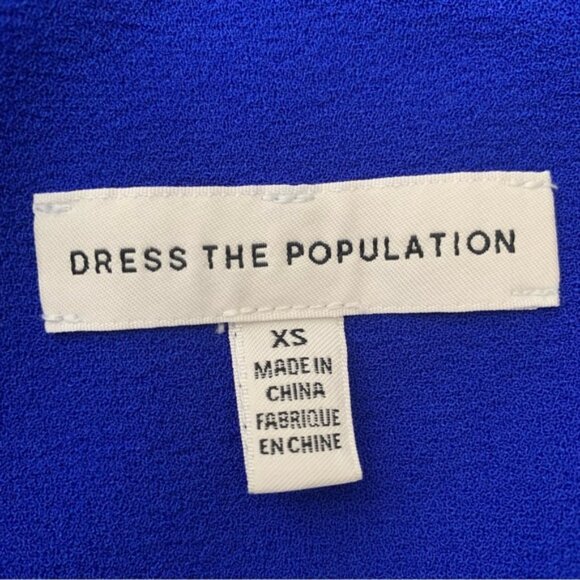 DRESS THE POPULATION
XS
MADE IN
CHINA
FABRIQUE
EN CHINE